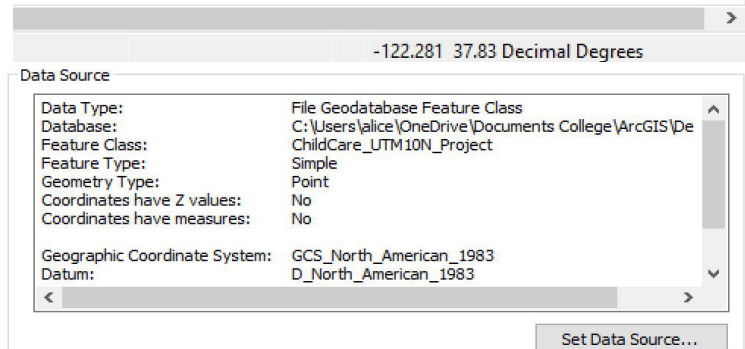 -122.281 37.83 Decimal Degrees
Data Source
Data Type: File Geodatabase Feature Class
Database: C:\Users\alice\OneDrive\Documents College\ArcGIS\De
Feature Class: ChildCare_UTM10N_Project
Feature Type: Simple
Geometry Type: Point
Coordinates have Z values: No
Coordinates have measures: No
Geographic Coordinate System: GCS_North_American_1983
Datum: D_North_American_1983
Set Data Source...